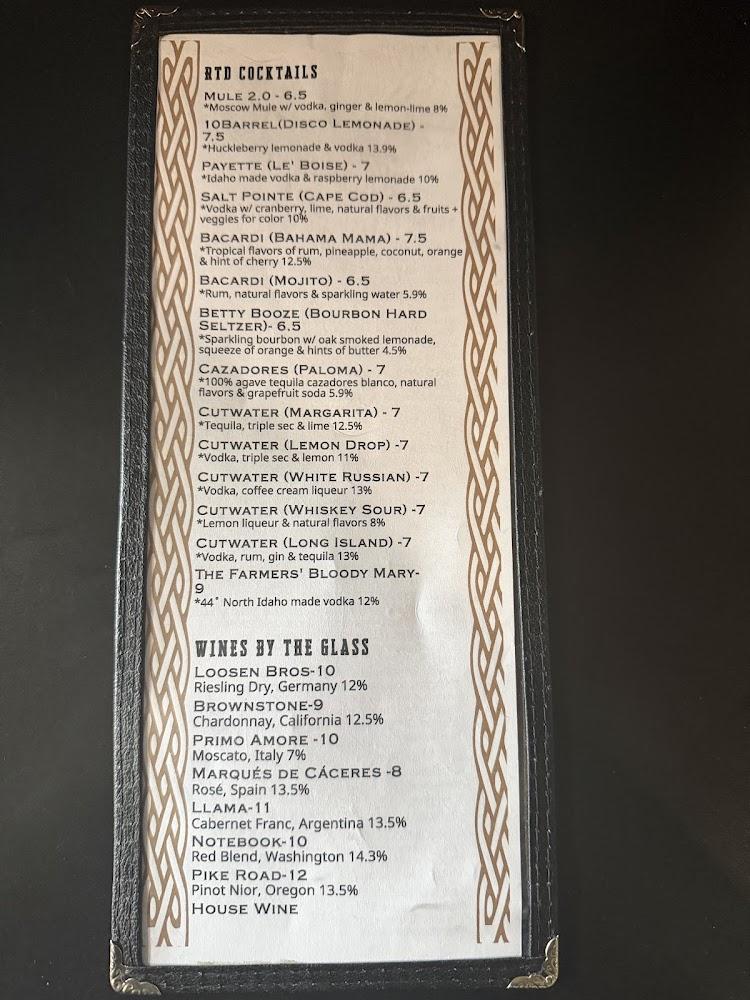 RTD COCKTAILS
MULE 2.0 - 6.5
*Moscow Mule w/ vodka, ginger & lemon-lime 8%
10BARREL(DISCO LEMONADE) -
7.5
*Huckleberry lemonade & vodka 13.9%
PAYETTE (LE' BOISE) - 7
*Idaho made vodka & raspberry lemonade 10%
SALT POINTE (CAPE COD) - 6.5
*Vodka w/ cranberry, lime, natural flavors & fruits +
veggies for color 10%
BACARDI (BAHAMA MAMA) - 7.5
*Tropical flavors of rum, pineapple, coconut, orange
& hint of cherry 12.5%
BACARDI (MOJITO) - 6.5
*Rum, natural flavors & sparkling water 5.9%
BETTY BOOZE (BOURBON HARD
SELTZER)- 6.5
*Sparkling bourbon w/ oak smoked lemonade,
squeeze of orange & hints of butter 4.5%
CAZADORES (PALOMA) - 7
*100% agave tequila cazadores blanco, natural
flavors & grapefruit soda 5.9%
CUTWATER (MARGARITA) - 7
*Tequila, triple sec & lime 12.5%
CUTWATER (LEMON DROP) -7
*Vodka, triple sec & lemon 11%
CUTWATER (WHITE RUSSIAN) -7
*Vodka, coffee cream liqueur 13%
CUTWATER (WHISKEY SOUR) -7
*Lemon liqueur & natural flavors 8%
CUTWATER (LONG ISLAND) -7
*Vodka, rum, gin & tequila 13%
THE FARMERS' BLOODY MARY-
9
*44° North Idaho made vodka 12%
WINES BY THE GLASS
LOOSEN BROS-10
Riesling Dry, Germany 12%
BROWNSTONE-9
Chardonnay, California 12.5%
PRIMO AMORE -10
Moscato, Italy 7%
MARQUÉS DE CÁCERES -8
Rosé, Spain 13.5%
LLAMA-11
Cabernet Franc, Argentina 13.5%
NOTEBOOK-10
Red Blend, Washington 14.3%
PIKE ROAD-12
Pinot Nior, Oregon 13.5%
HOUSE WINE